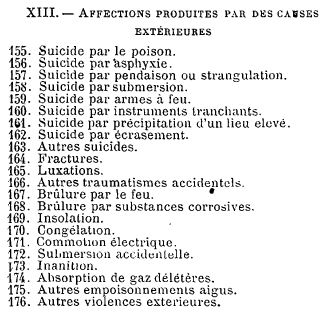 XIII. — AFFECTIONS PRODUITES PAR DES CAUSES
EXTÉRIEURES
155. Suicide par le poison.
156. Suicide par asphyxie.
157. Suicide par pendaison ou strangulation.
158. Suicide par submersion.
159. Suicide par armes à feu.
160. Suicide par instruments tranchants.
161. Suicide par précipitation d'un lieu elevé.
162. Suicide par écrasement.
163. Autres suicides.
164. Fractures.
165. Luxations.
166. Autres traumatismes accidentels.
167. Brûlure par le feu.
168. Brûlure par substances corrosives.
169. Insolation.
170. Congélation.
171. Commotion électrique.
172. Submersion accidentelle.
173. Inanition.
174. Absorption de gaz délétères.
175. Autres empoisonnements aigus.
176. Autres violences exterieures.